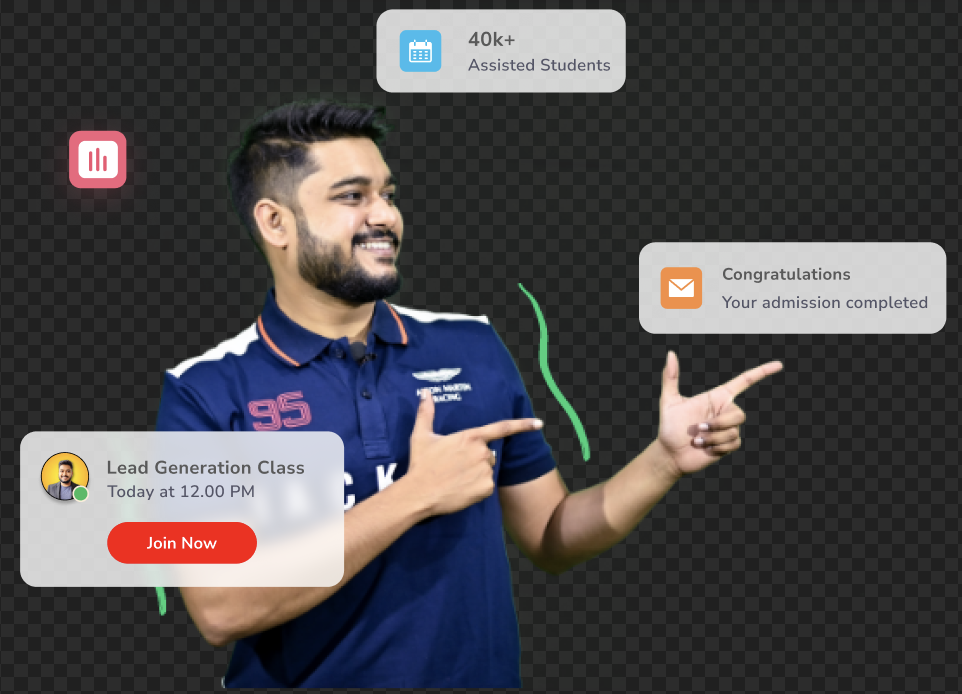 40k+
Assisted Students
Congratulations
Your admission completed
95
MARTIN
RACING
Lead Generation Class
Today at 12.00 PM
CK
Join Now